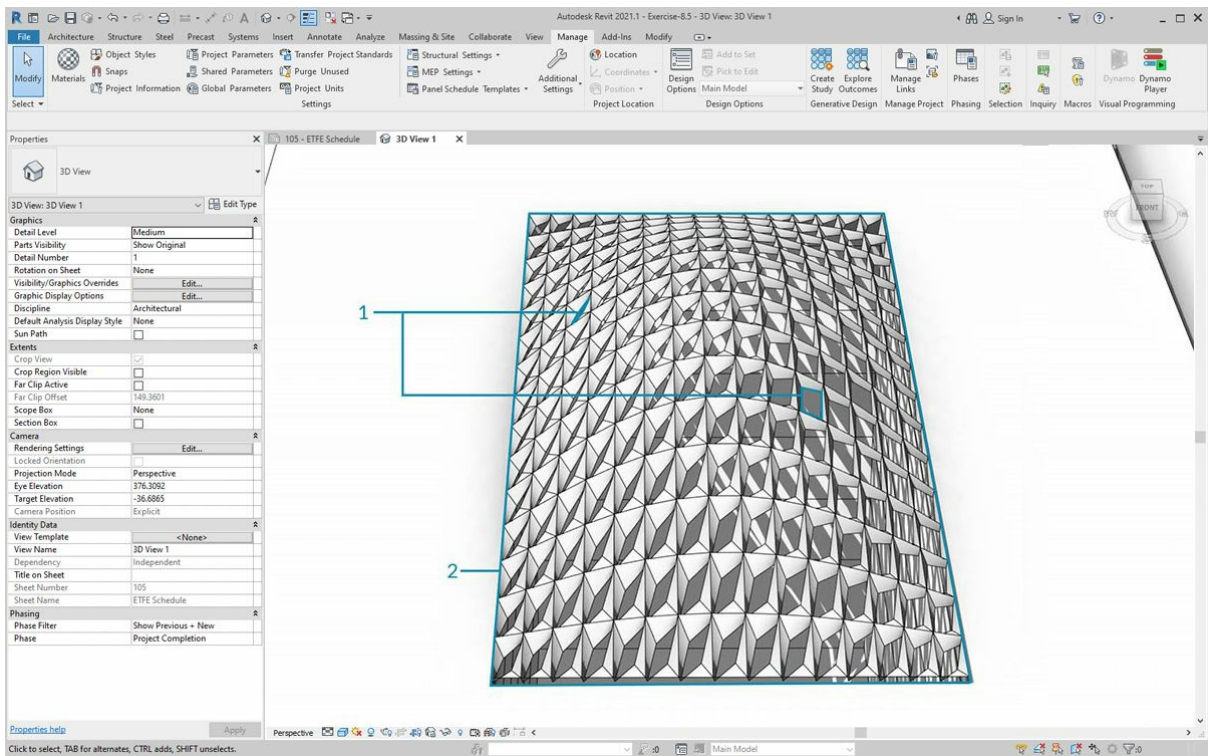 Autodesk Revit 2021.1 - Exercise-8.5 - 3D View: 3D View 1
Sign In
File Architecture Structure Steel Precast Systems Insert Annotate Analyze Massing & Site Collaborate View Manage Add-Ins Modify
Modify
Materials
Object Styles
Snaps
Project Information
Project Parameters
Shared Parameters
Global Parameters
Transfer Project Standards
Purge Unused
Project Units
Structural Settings
MEP Settings
Panel Schedule Templates
Additional Settings
Location
Coordinates
Position
Design Options
Add to Set
Pick to Edit
Main Model
Create Study
Explore Outcomes
Manage Links
Phases
Dynamo
Dynamo Player
Select
Settings
Project Location
Design Options
Generative Design
Manage Project
Phasing
Selection
Inquiry
Macros
Visual Programming
Properties
105 - ETFE Schedule
3D View 1
3D View
3D View: 3D View 1
Edit Type
Graphics
Detail Level Medium
Parts Visibility Show Original
Detail Number 1
Rotation on Sheet None
Visibility/Graphics Overrides Edit...
Graphic Display Options Edit...
Discipline Architectural
Default Analysis Display Style None
Sun Path
Extents
Crop View
Crop Region Visible
Far Clip Active
Far Clip Offset 149.3601
Scope Box None
Section Box
Camera
Rendering Settings Edit...
Locked Orientation
Projection Mode Perspective
Eye Elevation 376.3092
Target Elevation -36.6865
Camera Position Explicit
Identity Data
View Template <None>
View Name 3D View 1
Dependency Independent
Title on Sheet
Sheet Number 105
Sheet Name ETFE Schedule
Phasing
Phase Filter Show Previous + New
Phase Project Completion
TOP
FRONT
1
2
Properties help
Apply
Perspective
Click to select, TAB for alternates, CTRL adds, SHIFT unselects.
:0
Main Model
:0